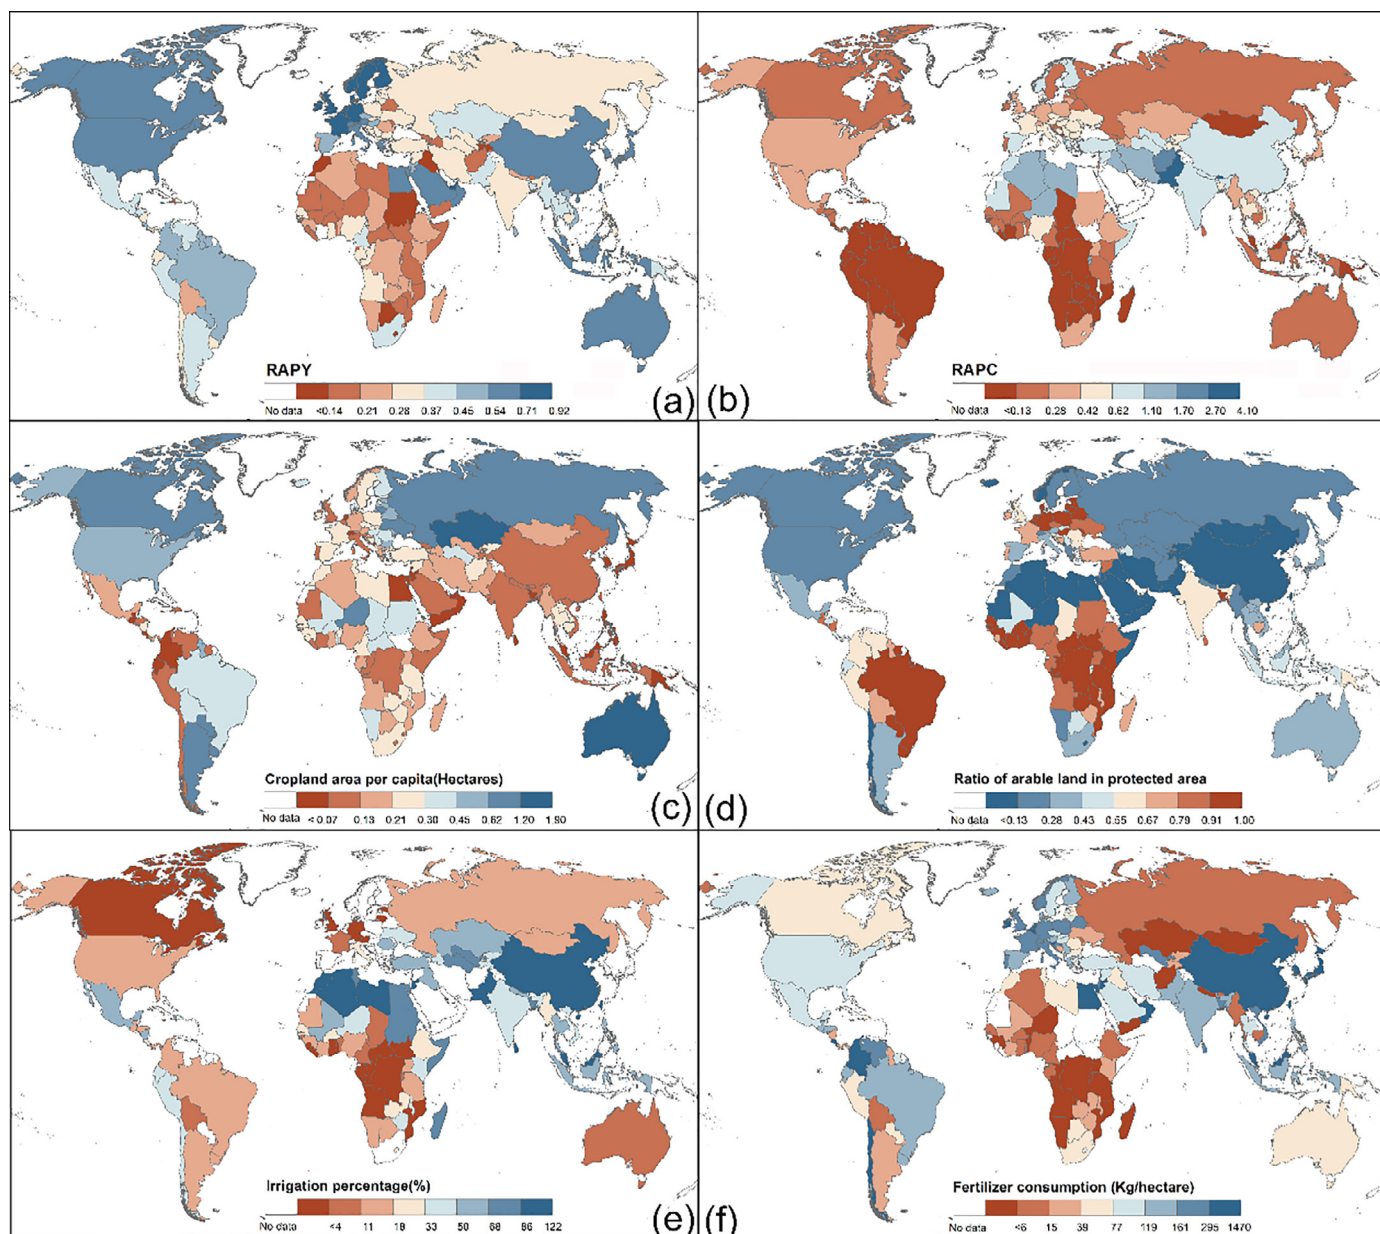 RAPY
No data <0.14 0.21 0.28 0.37 0.45 0.54 0.71 0.92
(a)
RAPC
No data <0.13 0.28 0.42 0.62 1.10 1.70 2.70 4.10
(b)
Cropland area per capita(Hectares)
No data < 0.07 0.13 0.21 0.30 0.45 0.62 1.20 1.80
(c)
Ratio of arable land in protected area
No data <0.13 0.28 0.43 0.55 0.67 0.79 0.91 1.00
(d)
Irrigation percentage(%)
No data <4 11 18 33 50 68 86 122
(e)
Fertilizer consumption (Kg/hectare)
No data <6 15 39 77 119 161 295 1470
(f)